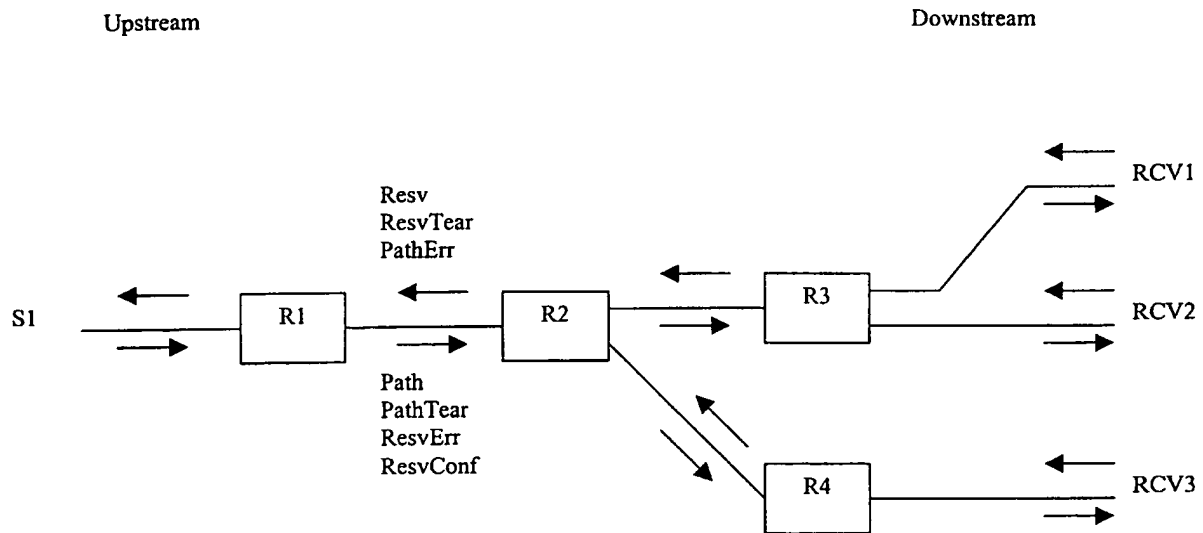 Upstream
Downstream
RCV1
Resv
ResvTear
PathErr
S1
R1
R2
R3
RCV2
Path
PathTear
ResvErr
ResvConf
R4
RCV3